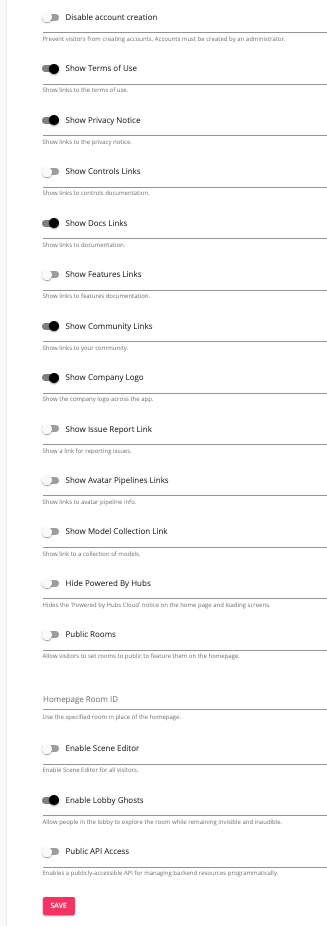 Disable account creation
Prevent visitors from creating accounts. Accounts must be created by an administrator.
Show Terms of Use
Show links to the terms of use.
Show Privacy Notice
Show links to the privacy notice.
Show Controls Links
Show links to controls documentation.
Show Docs Links
Show links to documentation.
Show Features Links
Show links to features documentation.
Show Community Links
Show links to your community.
Show Company Logo
Show the company logo across the app.
Show Issue Report Link
Show a link for reporting issues.
Show Avatar Pipelines Links
Show links to avatar pipeline info.
Show Model Collection Link
Show link to a collection of models.
Hide Powered By Hubs
Hides the 'Powered by Hubs Cloud' notice on the home page and loading screens.
Public Rooms
Allow visitors to set rooms to public to feature them on the homepage.
Homepage Room ID
Use the specified room in place of the homepage.
Enable Scene Editor
Enable Scene Editor for all visitors.
Enable Lobby Ghosts
Allow people in the lobby to explore the room while remaining invisible and inaudible.
Public API Access
Enables a publicly-accessible API for managing backend resources programmatically.
SAVE